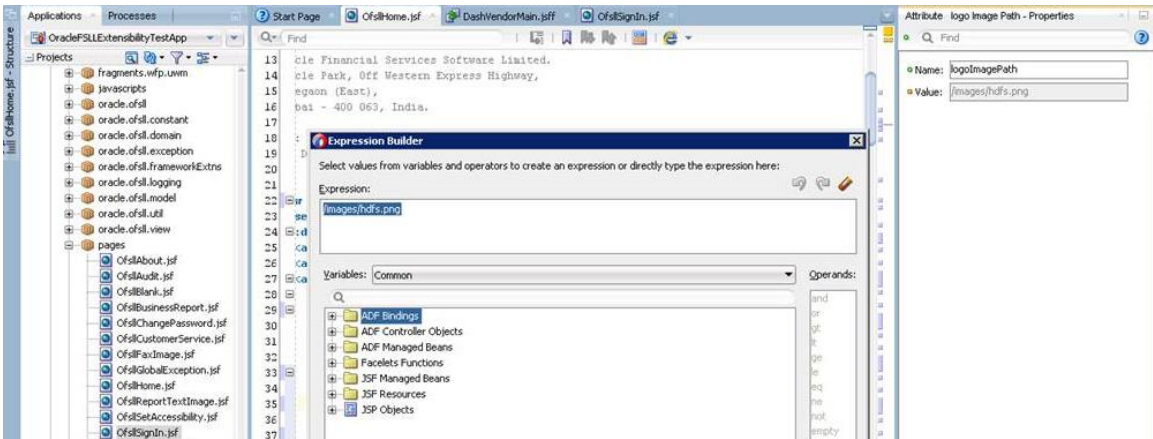 Applications
Processes
OracleFSLLExtensibilityTestApp
Projects
fragments.wfp.uwm
javascripts
oracle.ofsll
oracle.ofsll.constant
oracle.ofsll.domain
oracle.ofsll.exception
oracle.ofsll.frameworkExtns
oracle.ofsll.logging
oracle.ofsll.model
oracle.ofsll.util
oracle.ofsll.view
pages
OfsllAbout.jsf
OfsllAudit.jsf
OfsllBlank.jsf
OfsllBusinessReport.jsf
OfsllChangePassword.jsf
OfsllCustomerService.jsf
OfsllFaxImage.jsf
OfsllGlobalException.jsf
OfsllHome.jsf
OfsllReportTextImage.jsf
OfsllSetAccessibility.jsf
OfsllSignIn.jsf
OfsllHome.jsf - Structure
Start Page
OfsllHome.jsf
DashVendorMain.jsff
OfsllSignIn.jsf
Find
13 cle Financial Services Software Limited.
14 cle Park, Off Western Express Highway,
15 egaon (East),
16 bai - 400 063, India.
17
18 :
19 D
20
21
22 r
23 se
24 :d
25 ca
26 ca
27 ca
28
29
30
31
32
33
34
35
36
37
Expression Builder
Select values from variables and operators to create an expression or directly type the expression here:
Expression:
/images/hdfs.png
Variables: Common
Operands:
ADF Bindings
ADF Controller Objects
ADF Managed Beans
Facelets Functions
JSF Managed Beans
JSF Resources
JSP Objects
and
or
gt
lt
ge
le
eq
ne
not
empty
Attribute logo Image Path - Properties
Find
Name: logoImagePath
Value: /images/hdfs.png